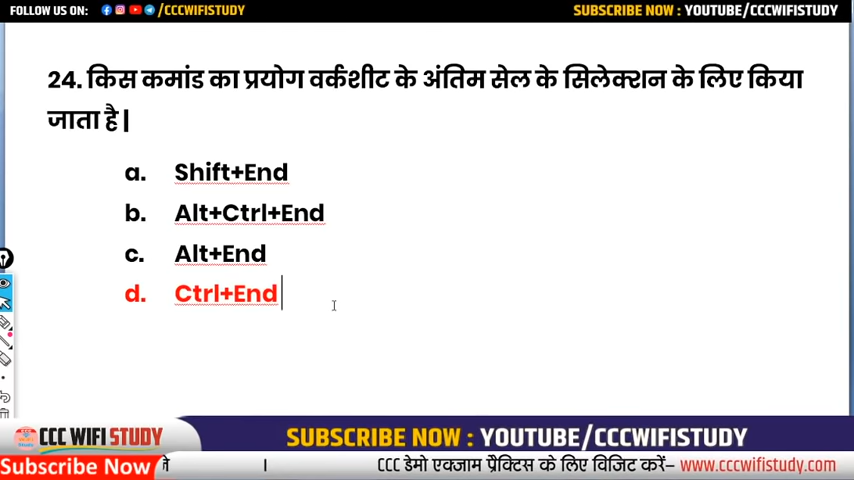 FOLLOW US ON: /CCCWIFISTUDY SUBSCRIBE NOW : YOUTUBE/CCCWIFISTUDY
24. किस कमांड का प्रयोग वर्कशीट के अंतिम सेल के सिलेक्शन के लिए किया
जाता है|
a. Shift+End
b. Alt+Ctrl+End
c. Alt+End
d. Ctrl+End
CCC WIFI STUDY SUBSCRIBE NOW : YOUTUBE/CCCWIFISTUDY
Subscribe Now ने । CCC डेमो एक्जाम प्रैक्टिस के लिए विजिट करें– www.cccwifistudy.com